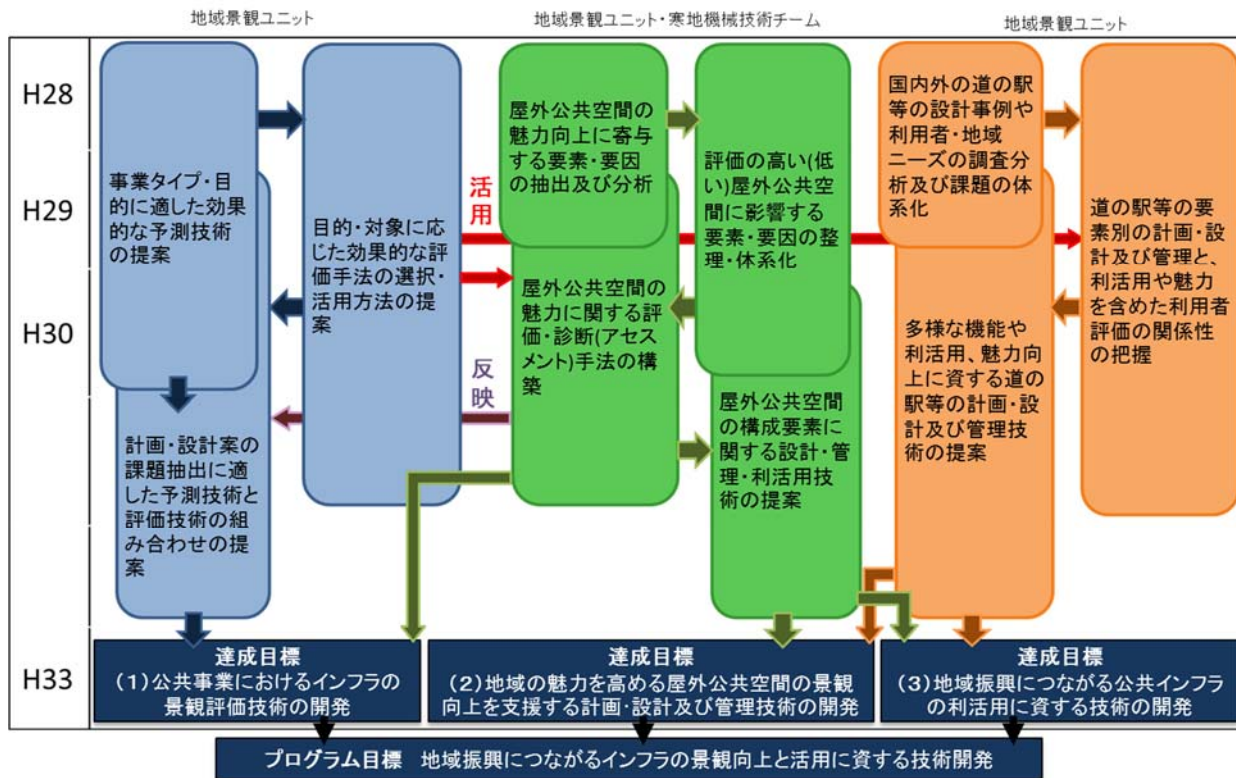 地域景観ユニット
地域景観ユニット・寒地機械技術チーム
地域景観ユニット
H28
H29
H30
H33
事業タイプ・目
的に適した効果
的な予測技術
の提案
目的・対象に応
じた効果的な評
価手法の選択・
活用方法の提
案
計画・設計案の
課題抽出に適
した予測技術と
評価技術の組
み合わせの提
案
活
用
反
映
屋外公共空間の
魅力向上に寄与
する要素・要因
の抽出及び分析
評価の高い(低
い)屋外公共空
間に影響する
要素・要因の整
理・体系化
屋外公共空間の
魅力に関する評
価・診断(アセス
メント)手法の構
築
屋外公共空間
の構成要素に
関する設計・管
理・利活用技
術の提案
国内外の道の駅
等の設計事例や
利用者・地域
ニーズの調査分
析及び課題の体
系化
道の駅等の要
素別の計画・設
計及び管理と、
利活用や魅力
を含めた利用者
評価の関係性
の把握
多様な機能や
利活用、魅力向
上に資する道の
駅等の計画・設
計及び管理技
術の提案
達成目標
(1)公共事業におけるインフラの
景観評価技術の開発
達成目標
(2)地域の魅力を高める屋外公共空間の景観
向上を支援する計画・設計及び管理技術の開発
達成目標
(3)地域振興につながる公共インフラ
の利活用に資する技術の開発
プログラム目標 地域振興につながるインフラの景観向上と活用に資する技術開発